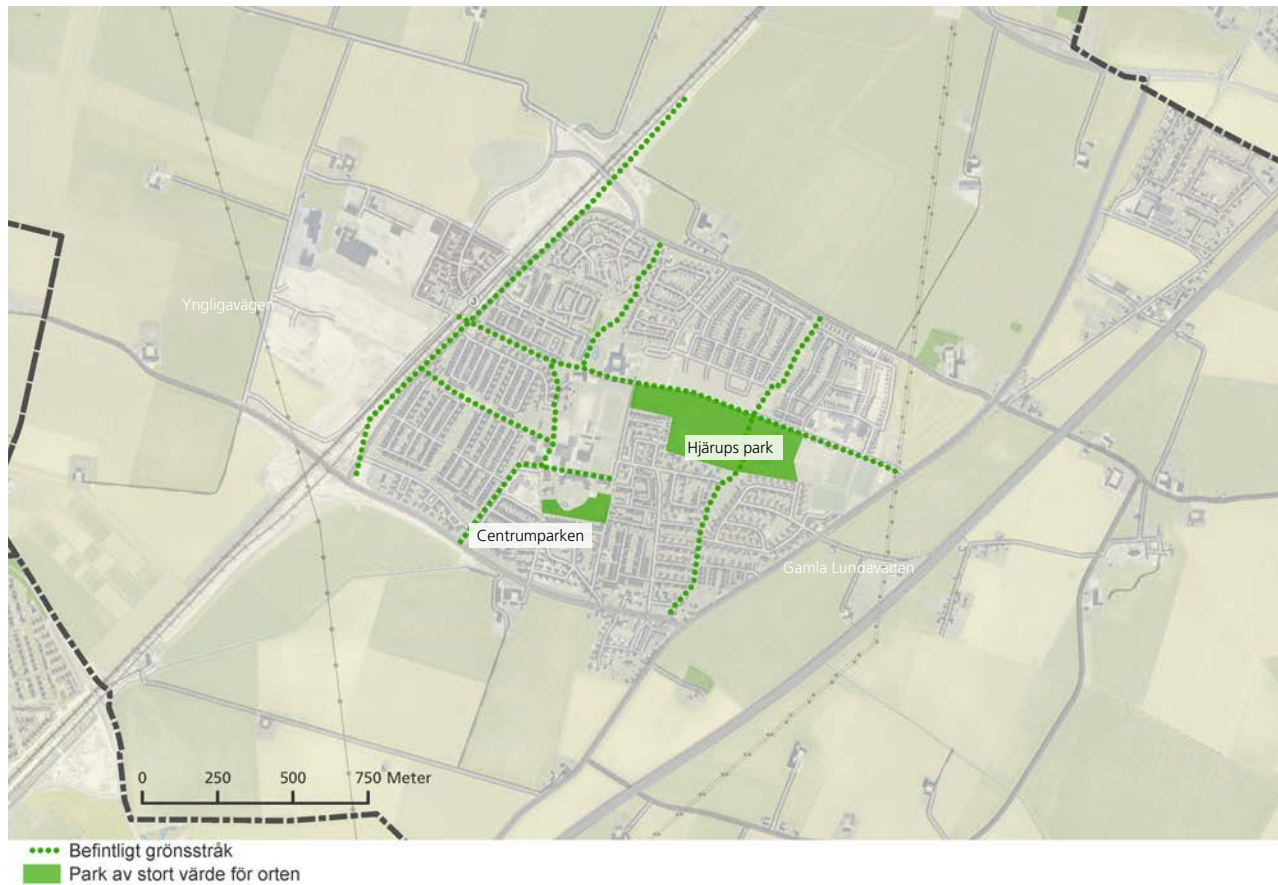 Yngligavägen
Hjärups park
Centrumparken
Gamla Lundavägen
0 250 500 750 Meter
Befintligt grönsstråk
Park av stort värde för orten